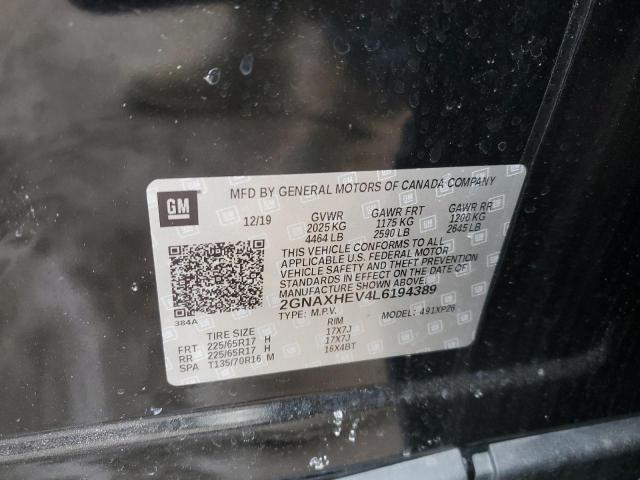 GM
MFD BY GENERAL MOTORS OF CANADA COMPANY
12/19 GVWR GAWR FRT GAWR RR
2025 KG 1175 KG 1200 KG
4464 LB 2590 LB 2645 LB
THIS VEHICLE CONFORMS TO ALL
APPLICABLE U.S. FEDERAL MOTOR
VEHICLE SAFETY AND THEFT PREVENTION
STANDARDS IN EFFECT ON THE DATE OF
MANUFACTURE SHOWN ABOVE.
2GNAXHEV4L6194389
TYPE: M.P.V. MODEL: 491XP26
384A
TIRE SIZE RIM
FRT 225/65R17 H 17X7J
RR 225/65R17 H 17X7J
SPA T135/70R16 M 16X4BT